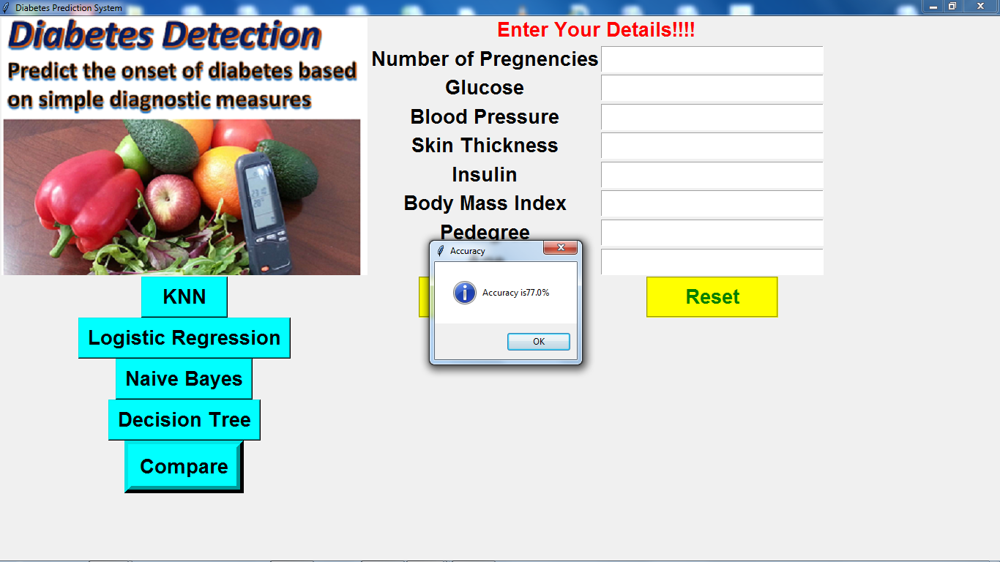 Diabetes Prediction System
Diabetes Detection
Predict the onset of diabetes based
on simple diagnostic measures
Enter Your Details!!!!
Number of Pregnencies
Glucose
Blood Pressure
Skin Thickness
Insulin
Body Mass Index
Pedegree
Accuracy
Accuracy is77.0%
OK
Reset
KNN
Logistic Regression
Naive Bayes
Decision Tree
Compare